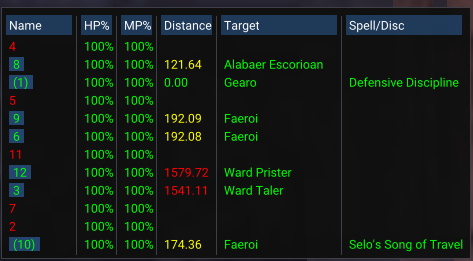 Name HP% MP% Distance Target Spell/Disc
4 100% 100%
8 100% 100% 121.64 Alabaer Escorioan
(1) 100% 100% 0.00 Gearo Defensive Discipline
5 100% 100%
9 100% 100% 192.09 Faeroi
6 100% 100% 192.08 Faeroi
11 100% 100%
12 100% 100% 1579.72 Ward Prister
3 100% 100% 1541.11 Ward Taler
7 100% 100%
2 100% 100%
(10) 100% 100% 174.36 Faeroi Selo's Song of Travel